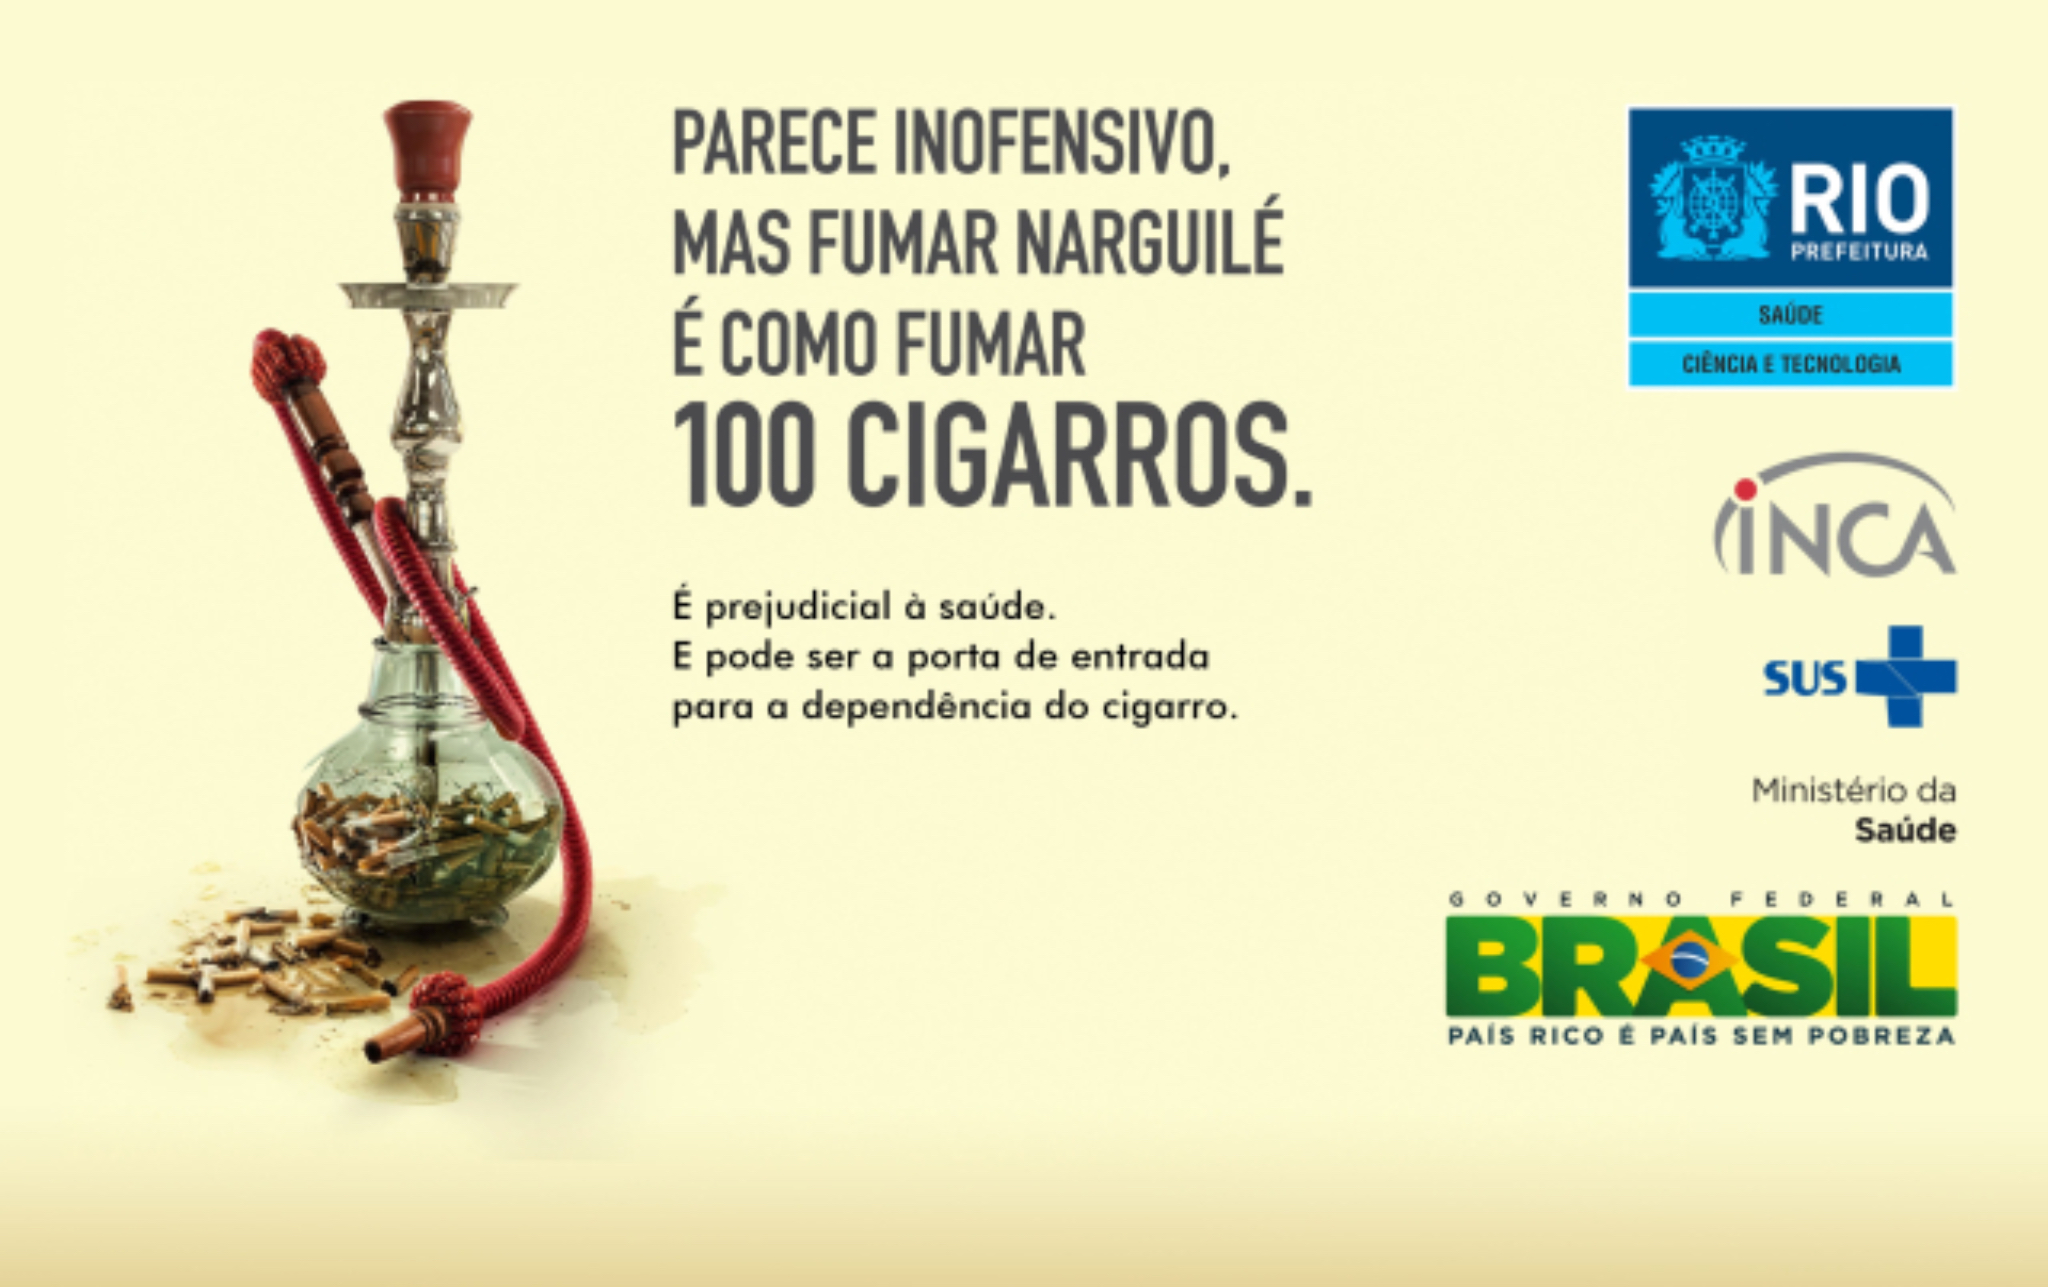 PARECE INOFENSIVO,
MAS FUMAR NARGUILÉ
É COMO FUMAR
100 CIGARROS.
É prejudicial à saúde.
E pode ser a porta de entrada
para a dependência do cigarro.
RIO
PREFEITURA
SAÚDE
CIÊNCIA E TECNOLOGIA
INCA
SUS
Ministério da
Saúde
GOVERNO FEDERAL
BRASIL
PAÍS RICO É PAÍS SEM POBREZA